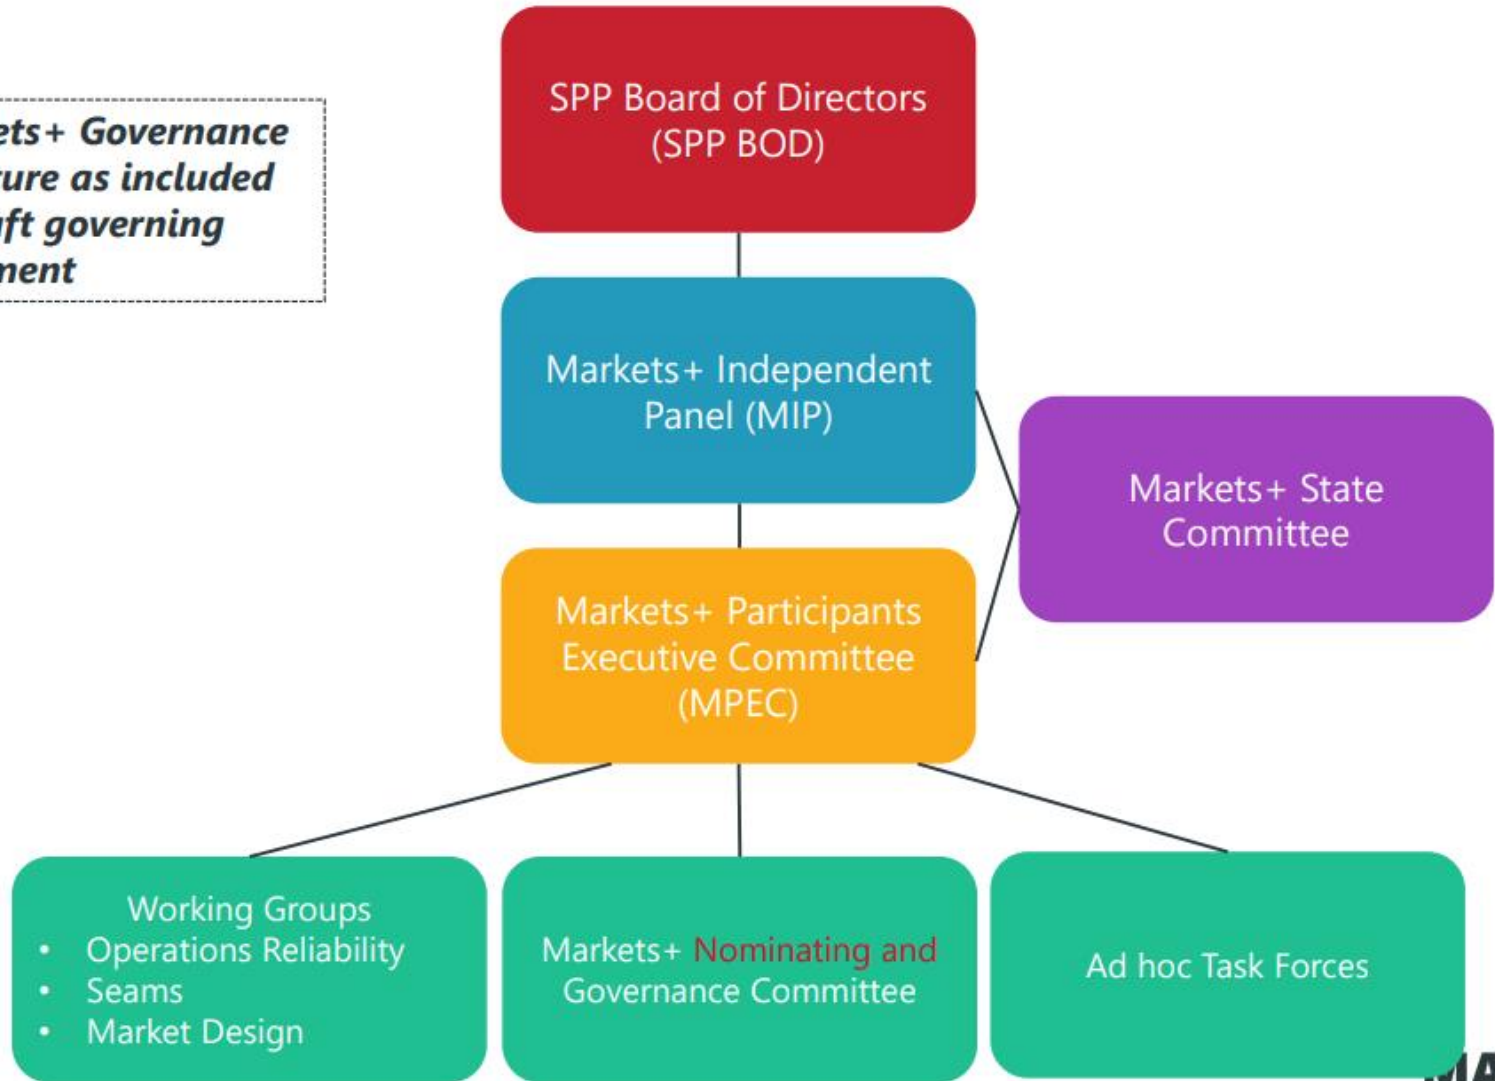 SPP Board of Directors
(SPP BOD)
ets+ Governance
ure as included
ft governing
ment
Markets+ Independent
Panel (MIP)
Markets+ State
Committee
Markets+ Participants
Executive Committee
(MPEC)
Working Groups
• Operations Reliability
• Seams
• Market Design
Markets+ Nominating and
Governance Committee
Ad hoc Task Forces
MA